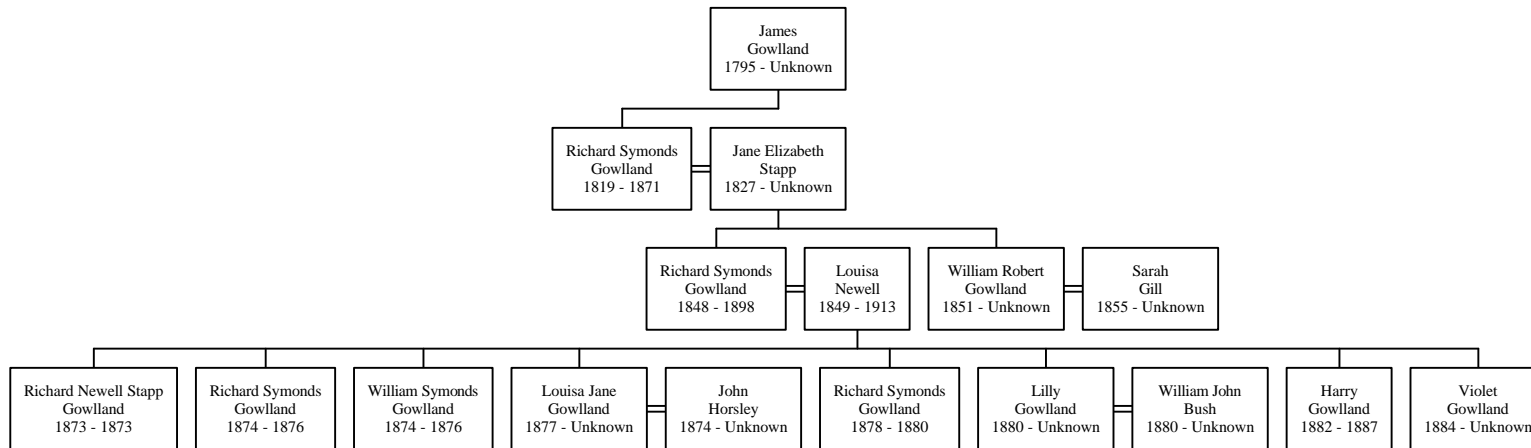 James
Gowlland
1795 - Unknown
Richard Symonds
Gowlland
1819 - 1871
Jane Elizabeth
Stapp
1827 - Unknown
Richard Symonds
Gowlland
1848 - 1898
Louisa
Newell
1849 - 1913
William Robert
Gowlland
1851 - Unknown
Sarah
Gill
1855 - Unknown
Richard Newell Stapp
Gowlland
1873 - 1873
Richard Symonds
Gowlland
1874 - 1876
William Symonds
Gowlland
1874 - 1876
Louisa Jane
Gowlland
1877 - Unknown
John
Horsley
1874 - Unknown
Richard Symonds
Gowlland
1878 - 1880
Lilly
Gowlland
1880 - Unknown
William John
Bush
1880 - Unknown
Harry
Gowlland
1882 - 1887
Violet
Gowlland
1884 - Unknown